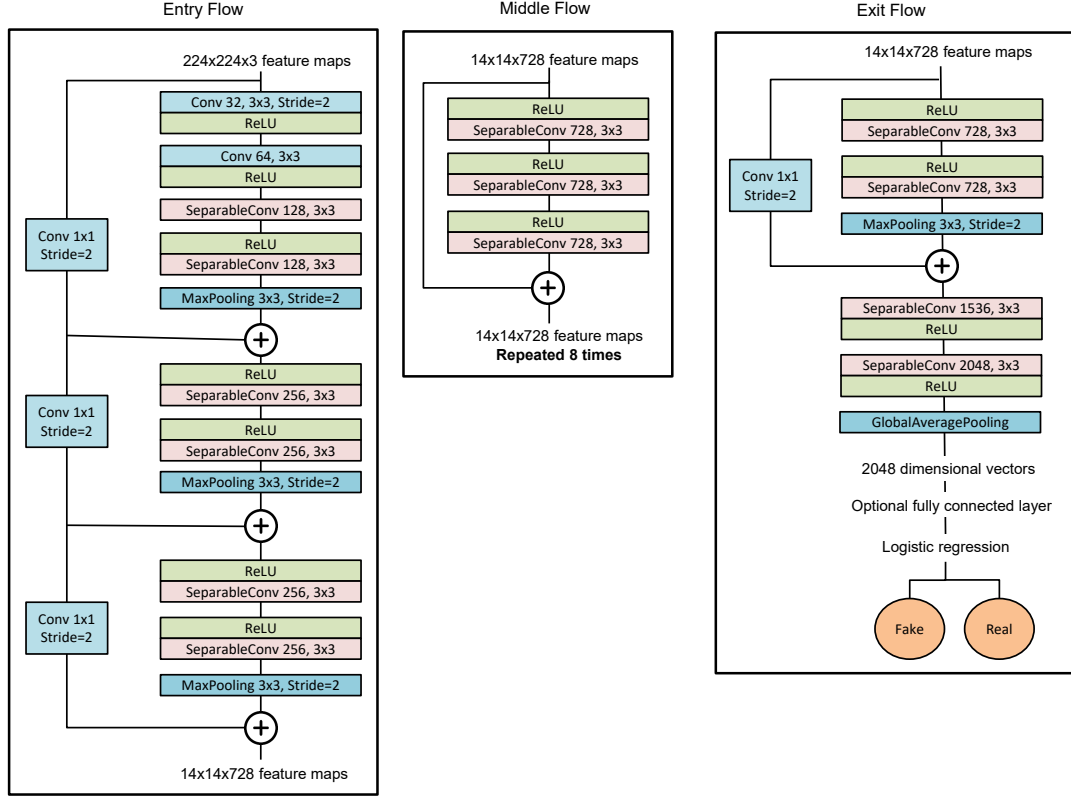 Entry Flow
224x224x3 feature maps
Conv 32, 3x3, Stride=2
ReLU
Conv 64, 3x3
ReLU
SeparableConv 128, 3x3
Conv 1x1
Stride=2
ReLU
SeparableConv 128, 3x3
MaxPooling 3x3, Stride=2
+
ReLU
SeparableConv 256, 3x3
Conv 1x1
Stride=2
ReLU
SeparableConv 256, 3x3
MaxPooling 3x3, Stride=2
+
ReLU
SeparableConv 256, 3x3
Conv 1x1
Stride=2
ReLU
SeparableConv 256, 3x3
MaxPooling 3x3, Stride=2
+
14x14x728 feature maps
Middle Flow
14x14x728 feature maps
ReLU
SeparableConv 728, 3x3
ReLU
SeparableConv 728, 3x3
ReLU
SeparableConv 728, 3x3
+
14x14x728 feature maps
Repeated 8 times
Exit Flow
14x14x728 feature maps
ReLU
SeparableConv 728, 3x3
Conv 1x1
Stride=2
ReLU
SeparableConv 728, 3x3
MaxPooling 3x3, Stride=2
+
SeparableConv 1536, 3x3
ReLU
SeparableConv 2048, 3x3
ReLU
GlobalAveragePooling
2048 dimensional vectors
Optional fully connected layer
Logistic regression
Fake
Real